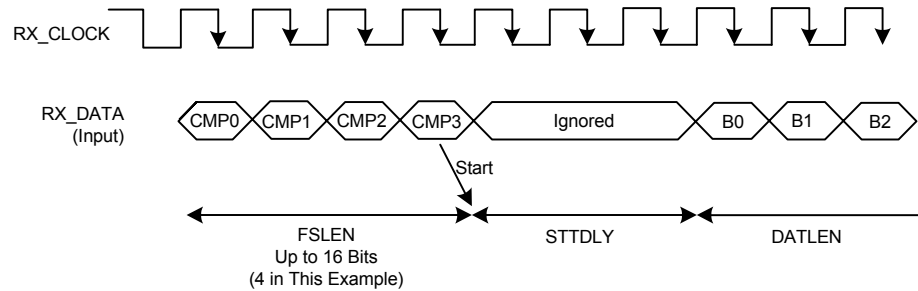 RX_CLOCK
RX_DATA
(Input)
CMP0 CMP1 CMP2 CMP3 Ignored B0 B1 B2
Start
FSLEN STTDLY DATLEN
Up to 16 Bits
(4 in This Example)